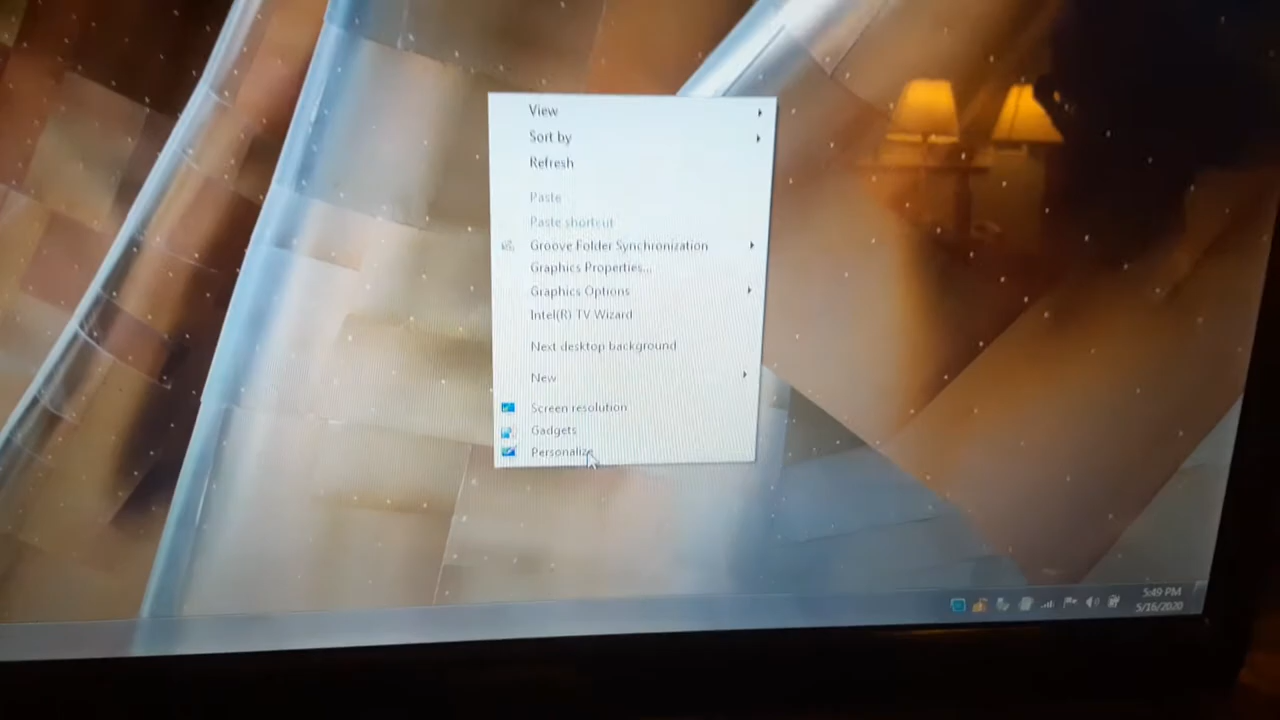 View
Sort by
Refresh
Paste
Paste shortcut
Groove Folder Synchronization
Graphics Properties...
Graphics Options
Intel(R) TV Wizard
Next desktop background
New
Screen resolution
Gadgets
Personalize
5:49 PM
5/16/2020